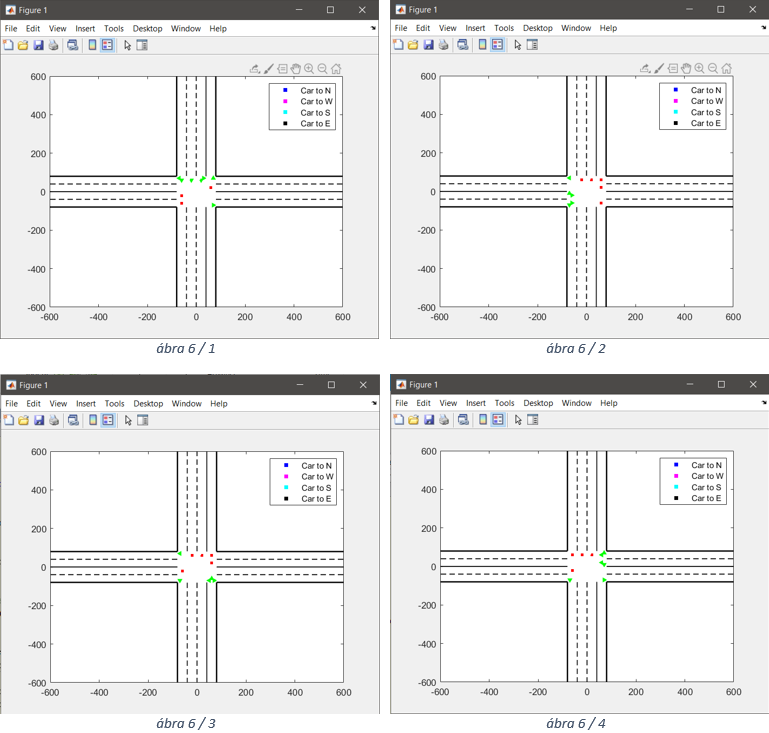 Figure 1
File Edit View Insert Tools Desktop Window Help
600
400
200
0
-200
-400
-600
-600 -400 -200 0 200 400 600
Car to N
Car to W
Car to S
Car to E
ábra 6 / 1
Figure 1
File Edit View Insert Tools Desktop Window Help
600
400
200
0
-200
-400
-600
-600 -400 -200 0 200 400 600
Car to N
Car to W
Car to S
Car to E
ábra 6 / 2
Figure 1
File Edit View Insert Tools Desktop Window Help
600
400
200
0
-200
-400
-600
-600 -400 -200 0 200 400 600
Car to N
Car to W
Car to S
Car to E
ábra 6 / 3
Figure 1
File Edit View Insert Tools Desktop Window Help
600
400
200
0
-200
-400
-600
-600 -400 -200 0 200 400 600
Car to N
Car to W
Car to S
Car to E
ábra 6 / 4